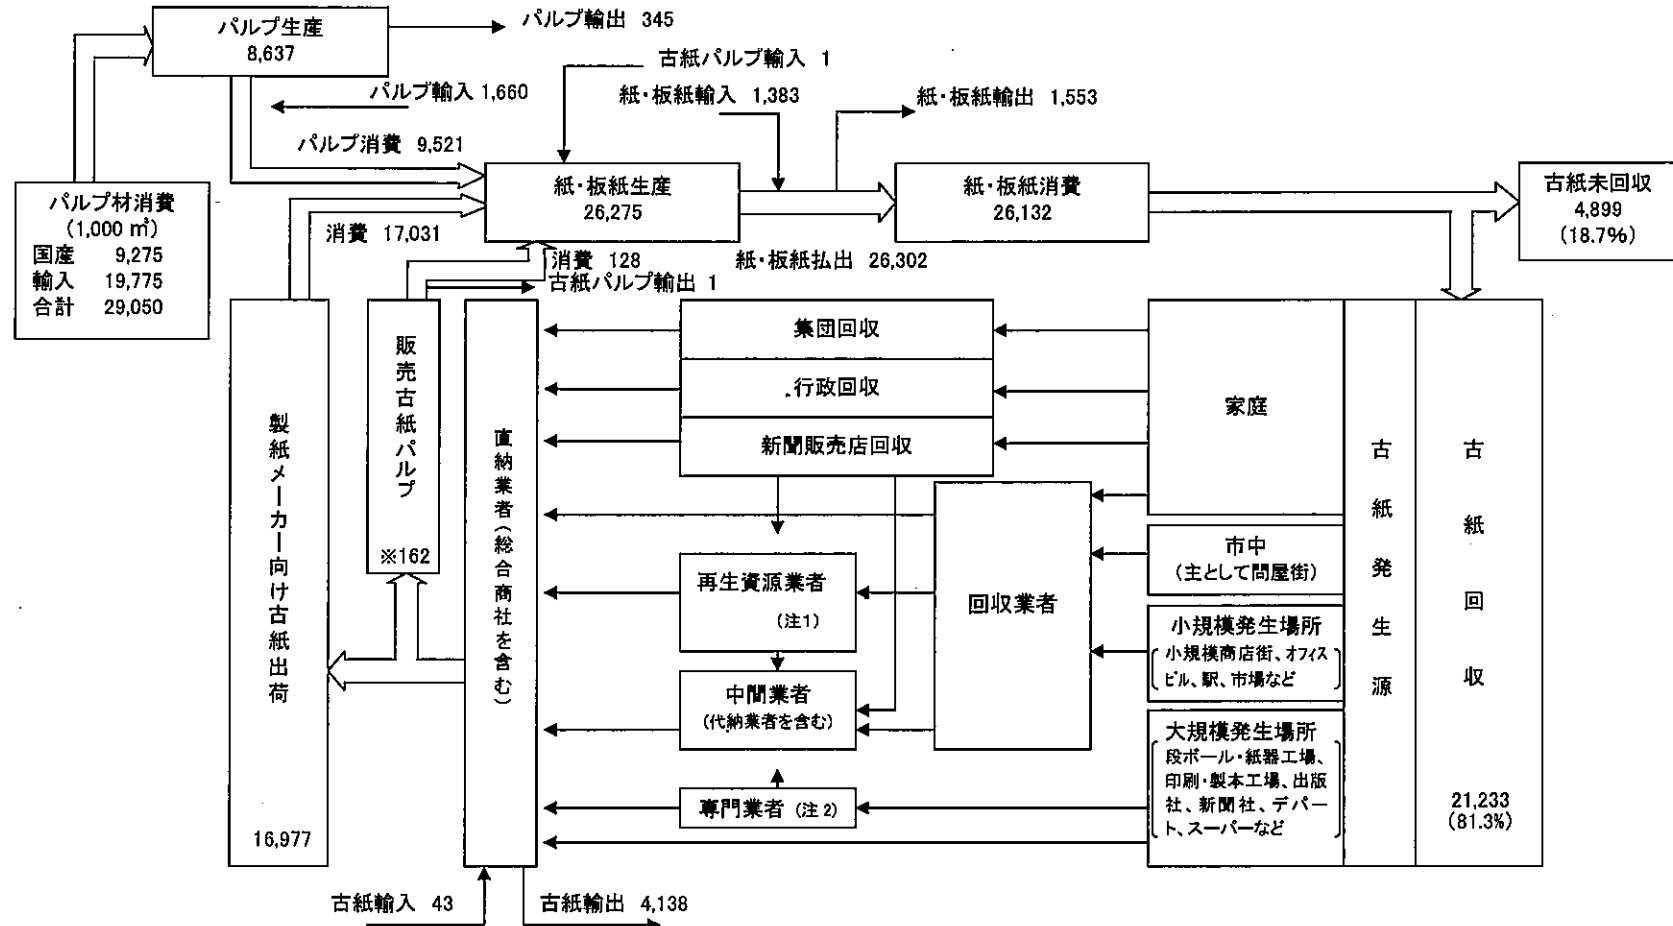 パルプ生産
8,637
パルプ輸出 345
古紙パルプ輸入 1
パルプ輸入 1,660
紙・板紙輸入 1,383
紙・板紙輸出 1,553
パルプ消費 9,521
パルプ材消費
(1,000 ㎥)
国産 9,275
輸入 19,775
合計 29,050
紙・板紙生産
26,275
紙・板紙消費
26,132
古紙未回収
4,899
(18.7%)
消費 17,031
消費 128
古紙パルプ輸出 1
紙・板紙払出 26,302
製紙メーカー向け古紙出荷
16,977
販売古紙パルプ
※162
直納業者(総合商社を含む)
集団回収
行政回収
新聞販売店回収
再生資源業者
(注1)
中間業者
(代納業者を含む)
専門業者 (注2)
回収業者
家庭
市中
(主として問屋街)
小規模発生場所
小規模商店街、オフィス
ビル、駅、市場など
大規模発生場所
段ボール・紙器工場、
印刷・製本工場、出版
社、新聞社、デパー
ト、スーパーなど
古紙発生源
古紙回収
21,233
(81.3%)
古紙輸入 43
古紙輸出 4,138